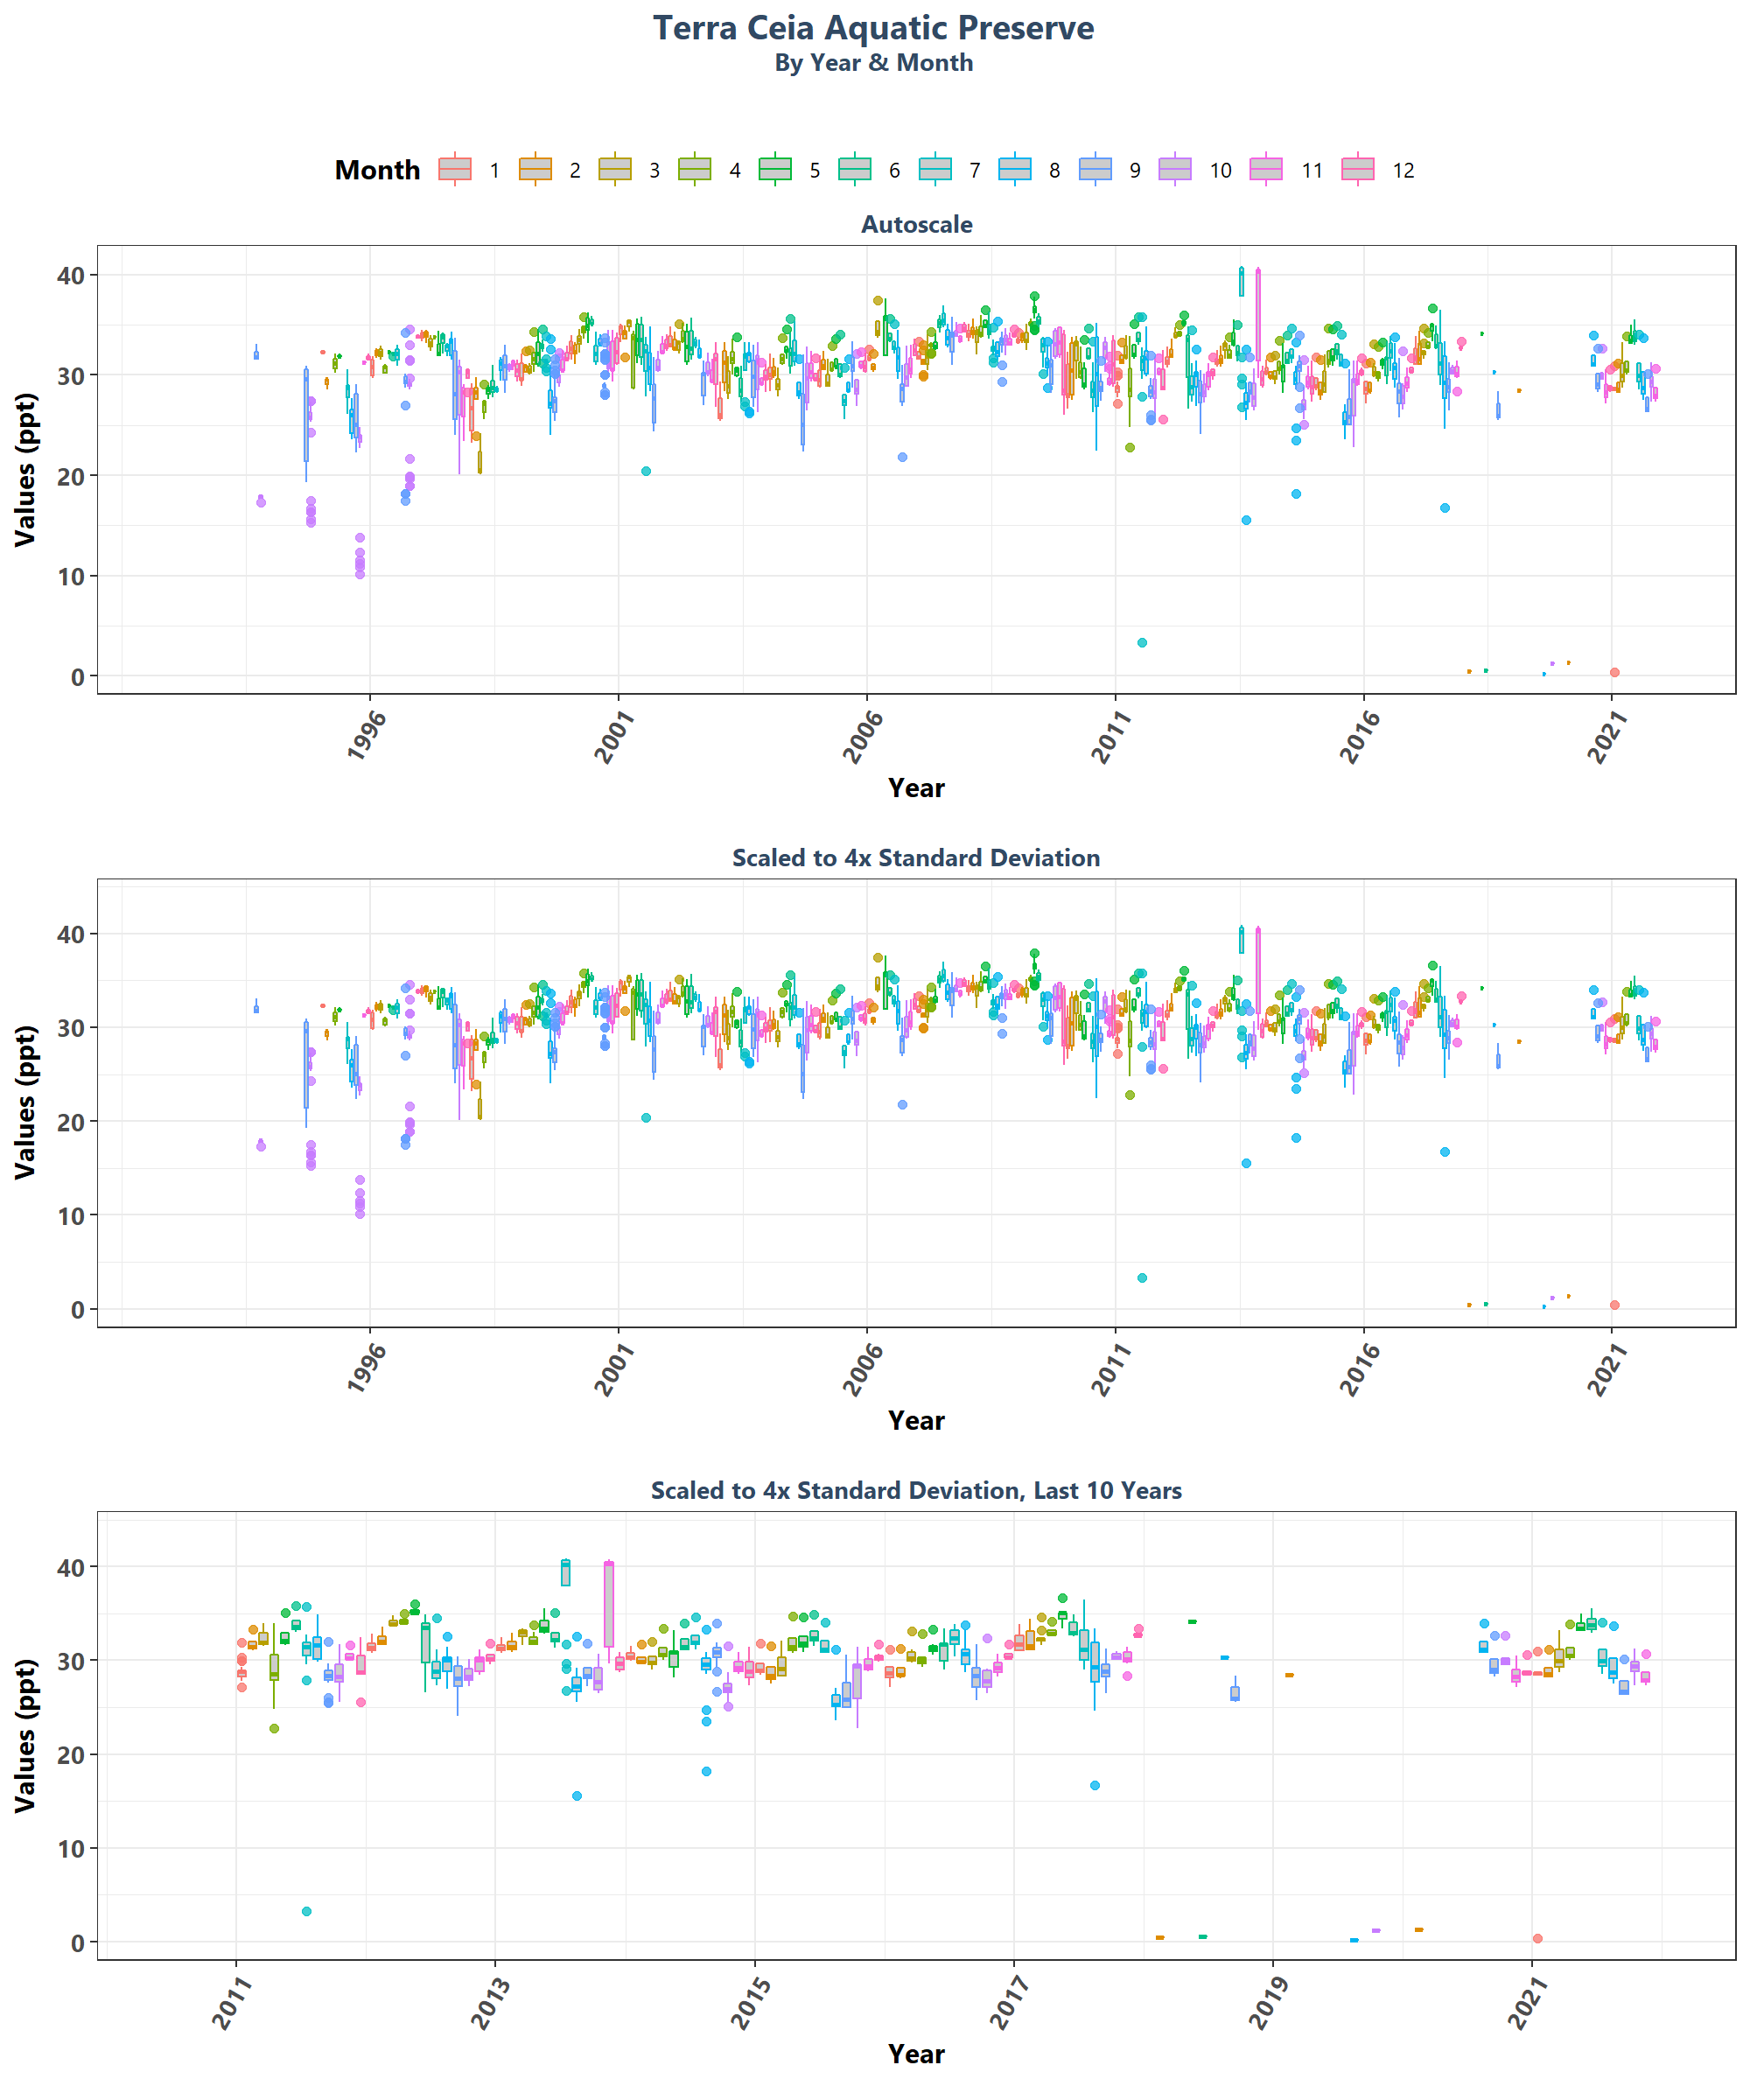 Terra Ceia Aquatic Preserve
By Year & Month
Month 1 2 3 4 5 6 7 8 9 10 11 12
Autoscale
Values (ppt)
40
30
20
10
0
1996 2001 2006 2011 2016 2021
Year
Scaled to 4x Standard Deviation
Values (ppt)
40
30
20
10
0
1996 2001 2006 2011 2016 2021
Year
Scaled to 4x Standard Deviation, Last 10 Years
Values (ppt)
40
30
20
10
0
2011 2013 2015 2017 2019 2021
Year